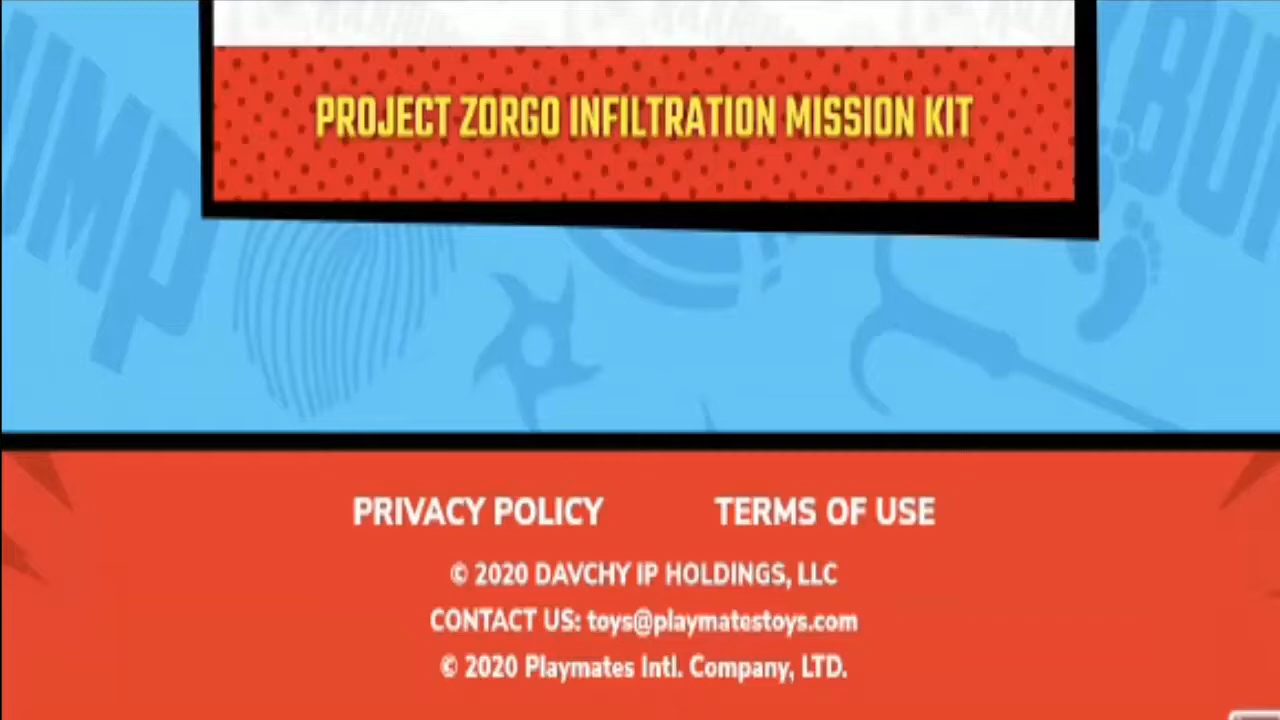 PROJECT ZORGO INFILTRATION MISSION KIT
PRIVACY POLICY TERMS OF USE
© 2020 DAVCHY IP HOLDINGS, LLC
CONTACT US: toys@playmatestoys.com
© 2020 Playmates Intl. Company, LTD.